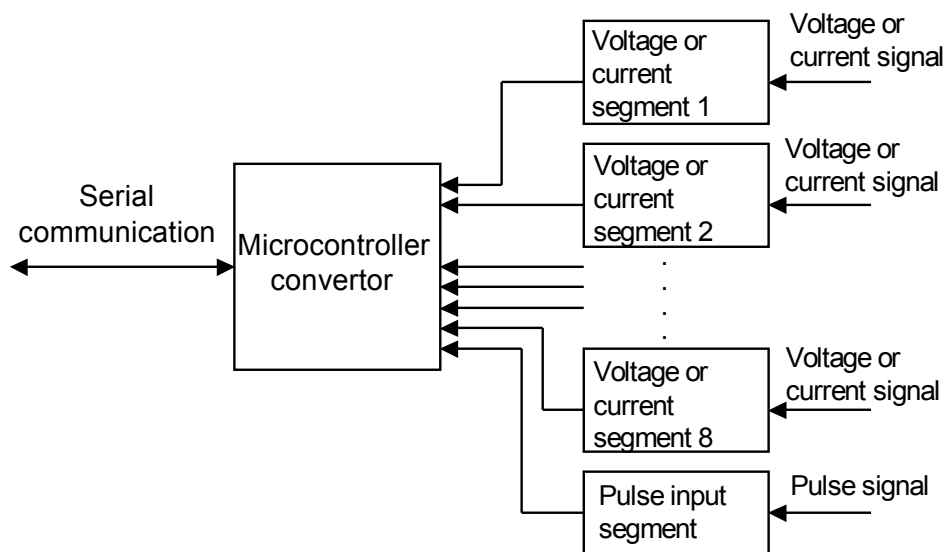 Serial
communication
Microcontroller
convertor
Voltage or
current
segment 1
Voltage or
current signal
Voltage or
current
segment 2
Voltage or
current signal
.
.
.
.
Voltage or
current
segment 8
Voltage or
current signal
Pulse input
segment
Pulse signal